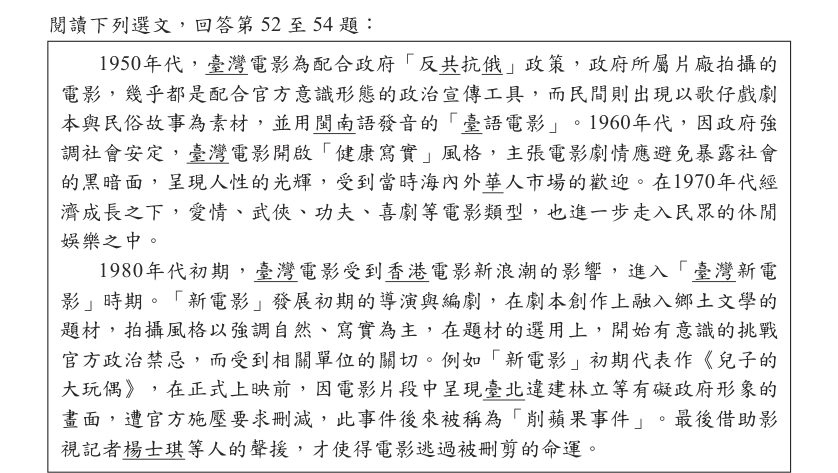 閱讀下列選文，回答第 52 至 54 題：
1950年代，臺灣電影為配合政府「反共抗俄」政策，政府所屬片廠拍攝的
電影，幾乎都是配合官方意識形態的政治宣傳工具，而民間則出現以歌仔戲劇
本與民俗故事為素材，並用閩南語發音的「臺語電影」。1960年代，因政府強
調社會安定，臺灣電影開啟「健康寫實」風格，主張電影劇情應避免暴露社會
的黑暗面，呈現人性的光輝，受到當時海內外華人市場的歡迎。在1970年代經
濟成長之下，愛情、武俠、功夫、喜劇等電影類型，也進一步走入民眾的休閒
娛樂之中。
1980年代初期，臺灣電影受到香港電影新浪潮的影響，進入「臺灣新電
影」時期。「新電影」發展初期的導演與編劇，在劇本創作上融入鄉土文學的
題材，拍攝風格以強調自然、寫實為主，在題材的選用上，開始有意識的挑戰
官方政治禁忌，而受到相關單位的關切。例如「新電影」初期代表作《兒子的
大玩偶》，在正式上映前，因電影片段中呈現臺北違建林立等有礙政府形象的
畫面，遭官方施壓要求刪減，此事件後來被稱為「削蘋果事件」。最後借助影
視記者楊士琪等人的聲援，才使得電影逃過被刪剪的命運。